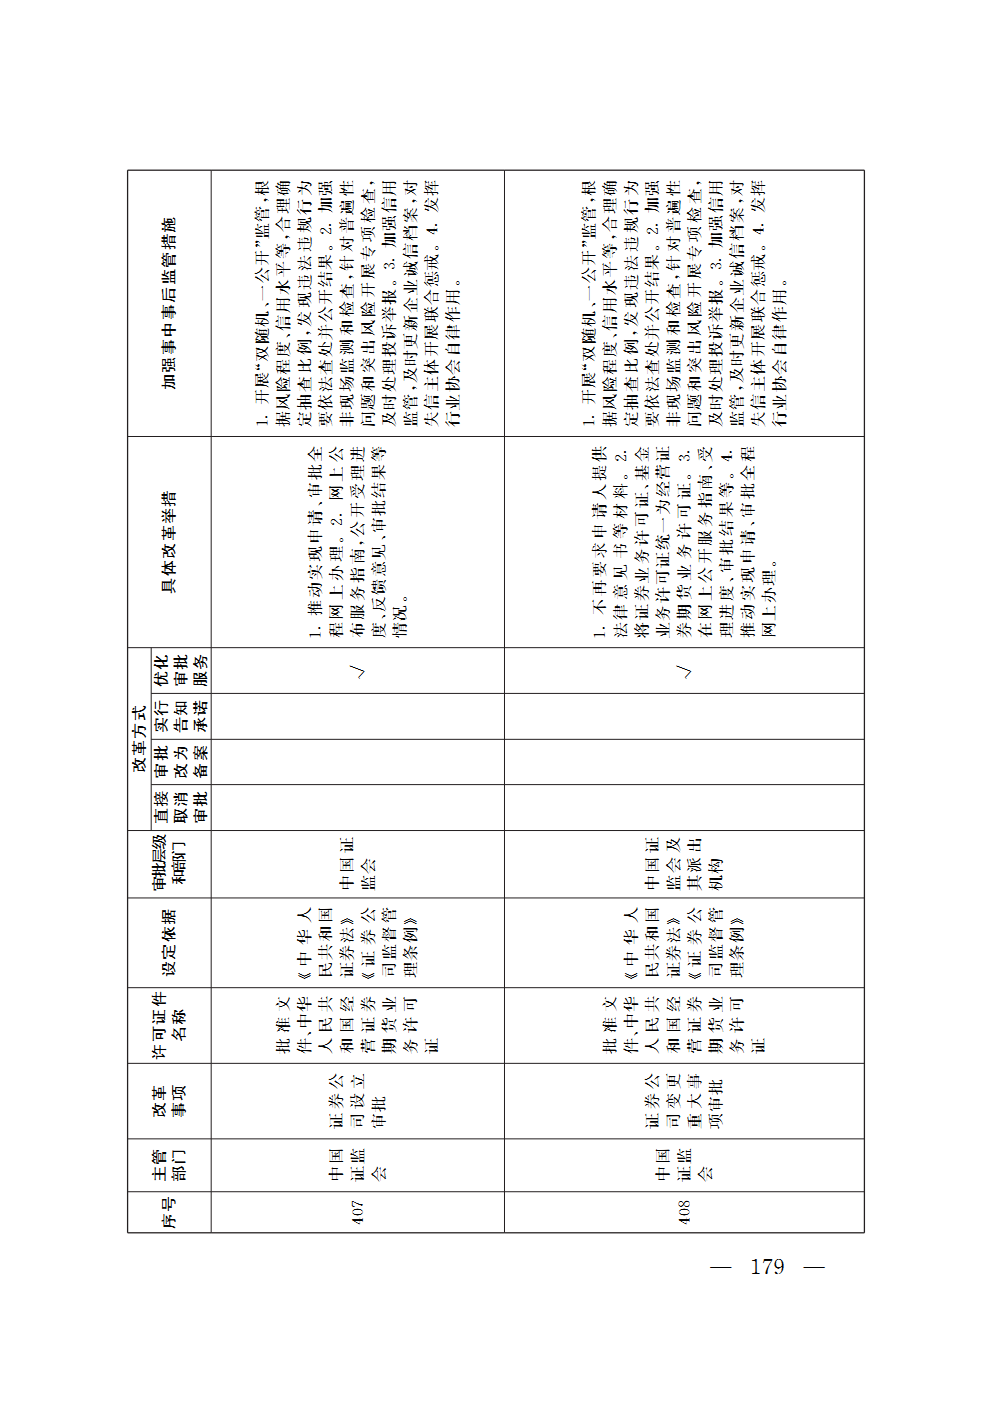 序号
主管
部门
改革
事项
许可证件
名称
设定依据
审批层级
和部门
改革方式
直接
取消
审批
审批
改为
备案
实行
告知
承诺
优化
审批
服务
具体改革举措
加强事中事后监管措施
407
中国
证监
会
证券公
司设立
审批
批准文
件、中华
人民共
和国经
营证券
期货业
务许可
证
《中华人
民共和国
证券法》
《证券公
司监督管
理条例》
中国证
监会
√
1. 推动实现申请、审批全
程网上办理。2. 网上公
布服务指南,公开受理进
度、反馈意见、审批结果等
情况。
1. 开展“双随机、一公开”监管,根
据风险程度、信用水平等,合理确
定抽查比例,发现违法违规行为
要依法查处并公开结果。2. 加强
非现场监测和检查,针对普遍性
问题和突出风险开展专项检查,
及时处理投诉举报。3. 加强信用
监管,及时更新企业诚信档案,对
失信主体开展联合惩戒。4. 发挥
行业协会自律作用。
408
中国
证监
会
证券公
司变更
重大事
项审批
批准文
件、中华
人民共
和国经
营证券
期货业
务许可
证
《中华人
民共和国
证券法》
《证券公
司监督管
理条例》
中国证
监会及
其派出
机构
√
1. 不再要求申请人提供
法律意见书等材料。2.
将证券业务许可证、基金
业务许可证统一为经营证
券期货业务许可证。3.
在网上公开服务指南、受
理进度、审批结果等。4.
推动实现申请、审批全程
网上办理。
1. 开展“双随机、一公开”监管,根
据风险程度、信用水平等,合理确
定抽查比例,发现违法违规行为
要依法查处并公开结果。2. 加强
非现场监测和检查,针对普遍性
问题和突出风险开展专项检查,
及时处理投诉举报。3. 加强信用
监管,及时更新企业诚信档案,对
失信主体开展联合惩戒。4. 发挥
行业协会自律作用。
— 179 —